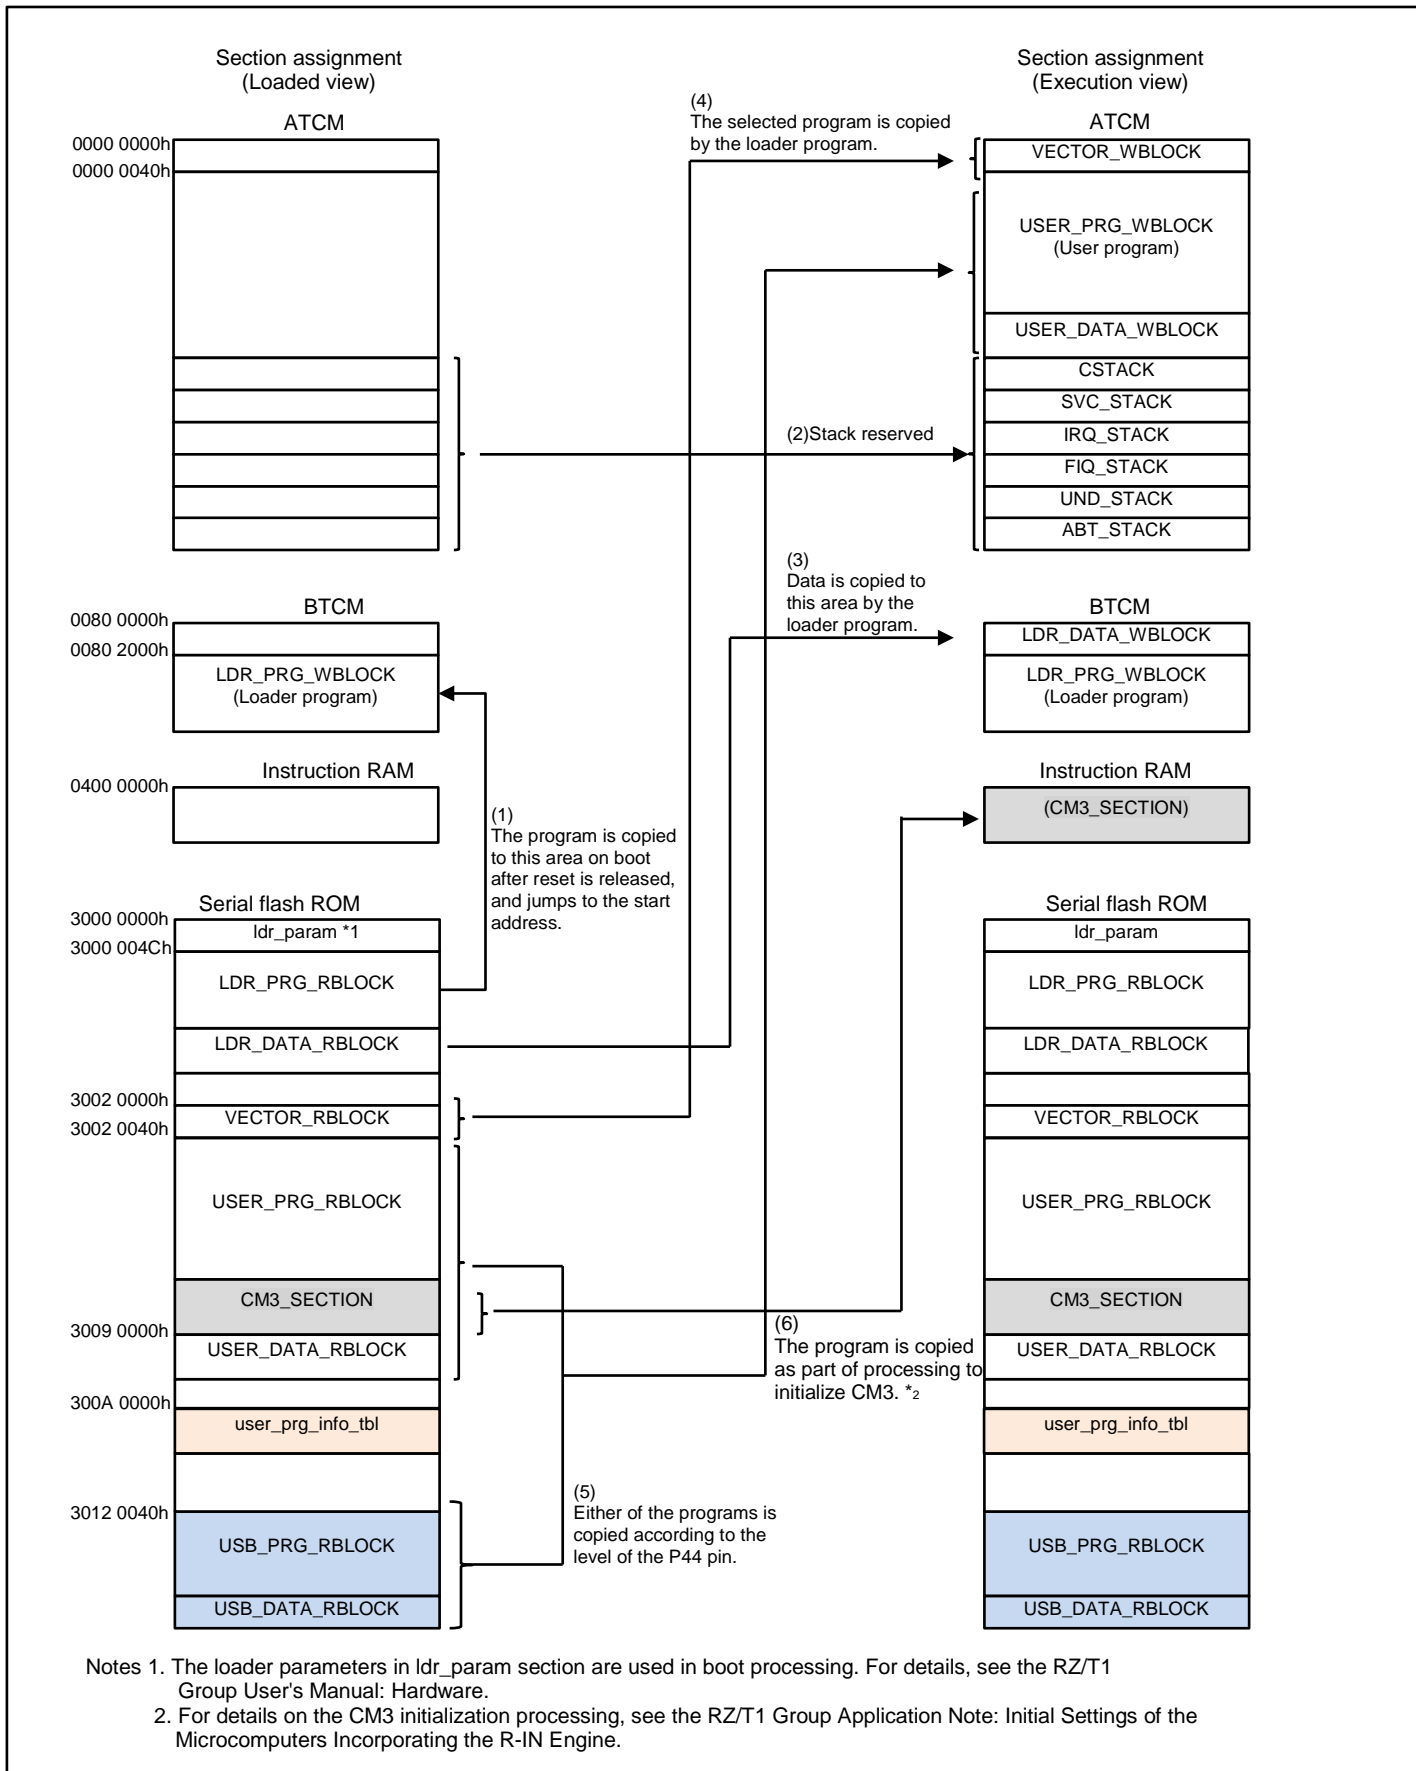 Section assignment
(Loaded view)
ATCM
0000 0000h
0000 0040h
BTCM
0080 0000h
0080 2000h
LDR_PRG_WBLOCK
(Loader program)
Instruction RAM
0400 0000h
Serial flash ROM
3000 0000h
ldr_param *1
3000 004Ch
LDR_PRG_RBLOCK
LDR_DATA_RBLOCK
3002 0000h
VECTOR_RBLOCK
3002 0040h
USER_PRG_RBLOCK
CM3_SECTION
3009 0000h
USER_DATA_RBLOCK
300A 0000h
user_prg_info_tbl
3012 0040h
USB_PRG_RBLOCK
USB_DATA_RBLOCK
(4)
The selected program is copied
by the loader program.
(2)Stack reserved
(3)
Data is copied to
this area by the
loader program.
(1)
The program is copied
to this area on boot
after reset is released,
and jumps to the start
address.
(6)
The program is copied
as part of processing to
initialize CM3. *2
(5)
Either of the programs is
copied according to the
level of the P44 pin.
Section assignment
(Execution view)
ATCM
VECTOR_WBLOCK
USER_PRG_WBLOCK
(User program)
USER_DATA_WBLOCK
CSTACK
SVC_STACK
IRQ_STACK
FIQ_STACK
UND_STACK
ABT_STACK
BTCM
LDR_DATA_WBLOCK
LDR_PRG_WBLOCK
(Loader program)
Instruction RAM
(CM3_SECTION)
Serial flash ROM
ldr_param
LDR_PRG_RBLOCK
LDR_DATA_RBLOCK
VECTOR_RBLOCK
USER_PRG_RBLOCK
CM3_SECTION
USER_DATA_RBLOCK
user_prg_info_tbl
USB_PRG_RBLOCK
USB_DATA_RBLOCK
Notes 1. The loader parameters in ldr_param section are used in boot processing. For details, see the RZ/T1
Group User's Manual: Hardware.
2. For details on the CM3 initialization processing, see the RZ/T1 Group Application Note: Initial Settings of the
Microcomputers Incorporating the R-IN Engine.